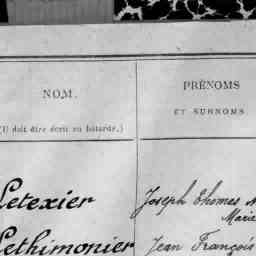 NOM.
PRÉNOMS
ET SURNOMS
(Il doit être écrit en bâtarde.)
Letexier
Joseph Thomas
Marie
Lethimonier
Jean François